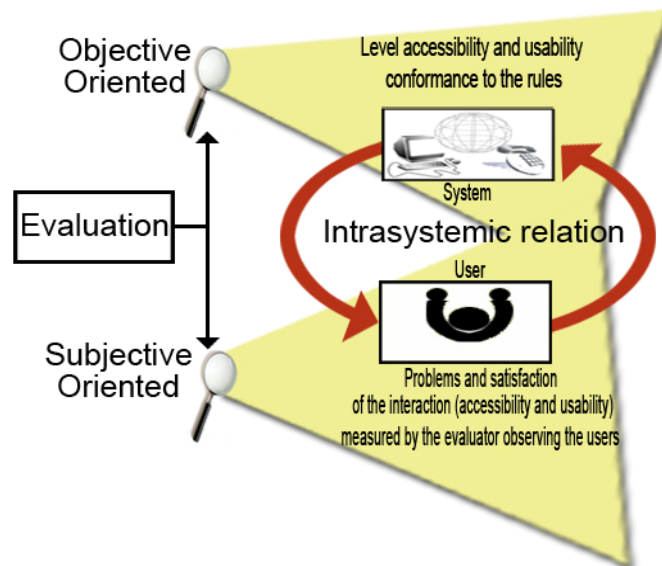 Objective
Oriented
Level accessibility and usability
conformance to the rules
System
Evaluation
Intrasystemic relation
User
Subjective
Oriented
Problems and satisfaction
of the interaction (accessibility and usability)
measured by the evaluator observing the users